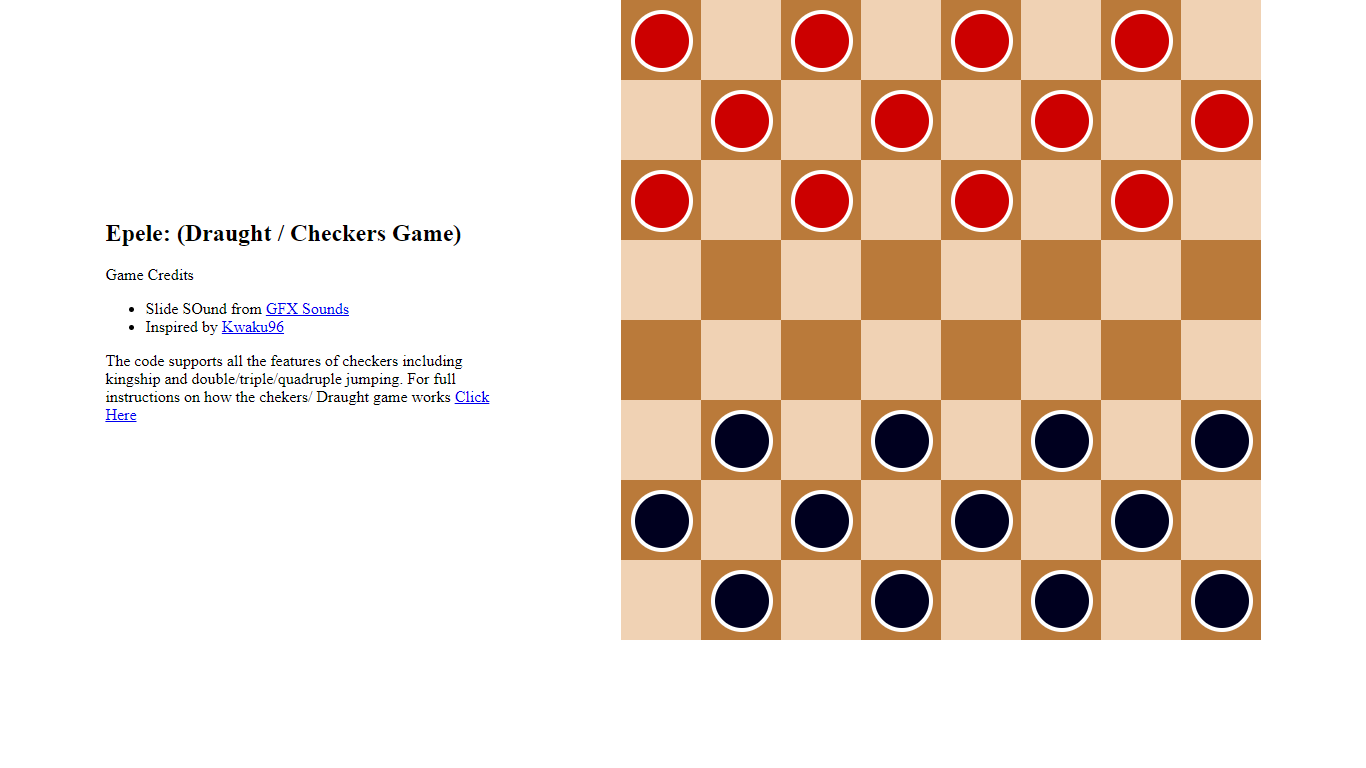 Epele: (Draught / Checkers Game)
Game Credits
Slide SOund from GFX Sounds
Inspired by Kwaku96
The code supports all the features of checkers including
kingship and double/triple/quadruple jumping. For full
instructions on how the chekers/ Draught game works Click
Here